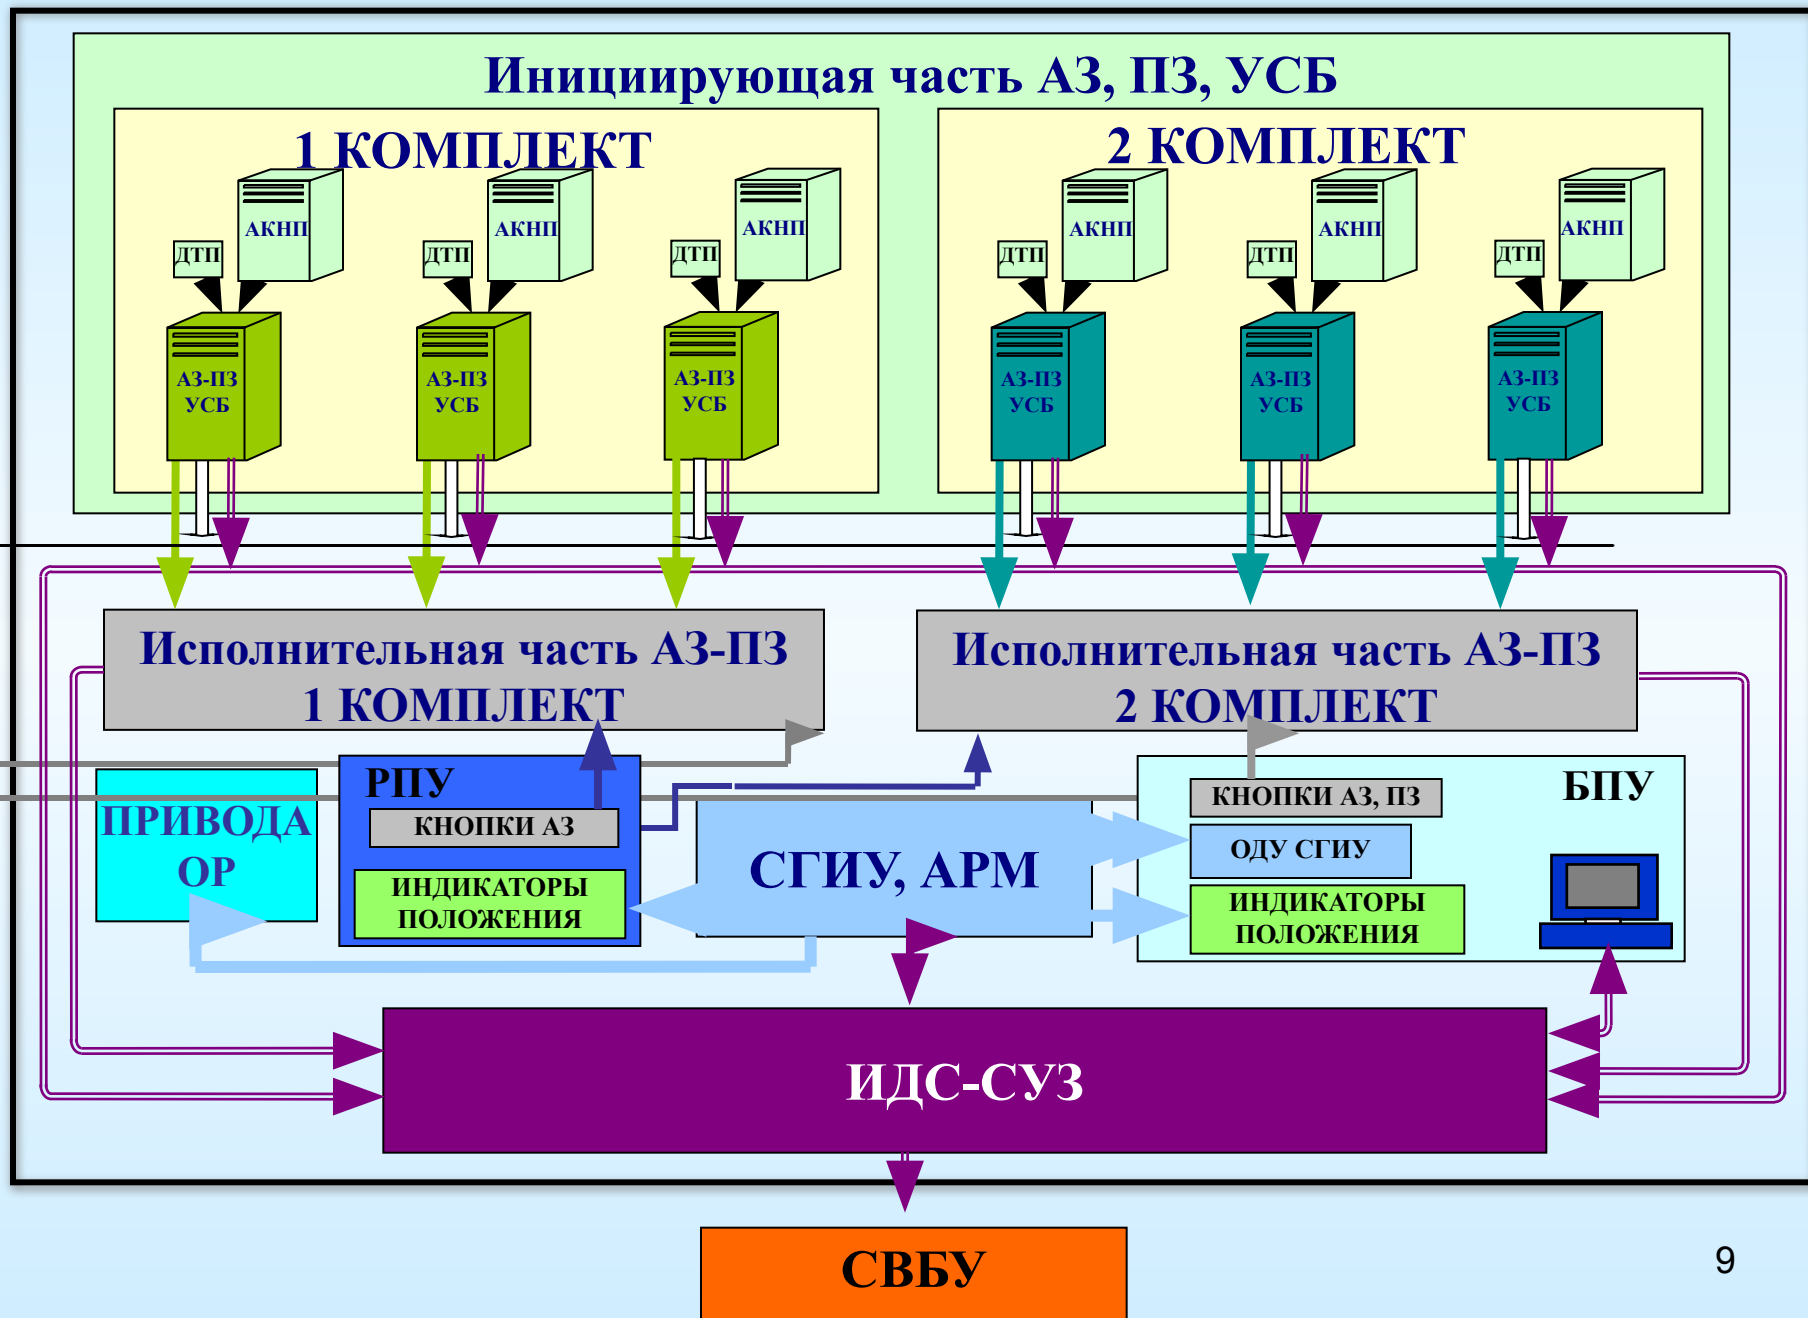 Инициирующая часть АЗ, ПЗ, УСБ
1 КОМПЛЕКТ
2 КОМПЛЕКТ
АКНП
АКНП
АКНП
АКНП
АКНП
АКНП
ДТП
ДТП
ДТП
ДТП
ДТП
ДТП
АЗ-ПЗ
УСБ
АЗ-ПЗ
УСБ
АЗ-ПЗ
УСБ
АЗ-ПЗ
УСБ
АЗ-ПЗ
УСБ
АЗ-ПЗ
УСБ
Исполнительная часть АЗ-ПЗ
1 КОМПЛЕКТ
Исполнительная часть АЗ-ПЗ
2 КОМПЛЕКТ
ПРИВОДА
ОР
РПУ
КНОПКИ АЗ
ИНДИКАТОРЫ
ПОЛОЖЕНИЯ
СГИУ, АРМ
БПУ
КНОПКИ АЗ, ПЗ
ОДУ СГИУ
ИНДИКАТОРЫ
ПОЛОЖЕНИЯ
ИДС-СУЗ
СВБУ
9